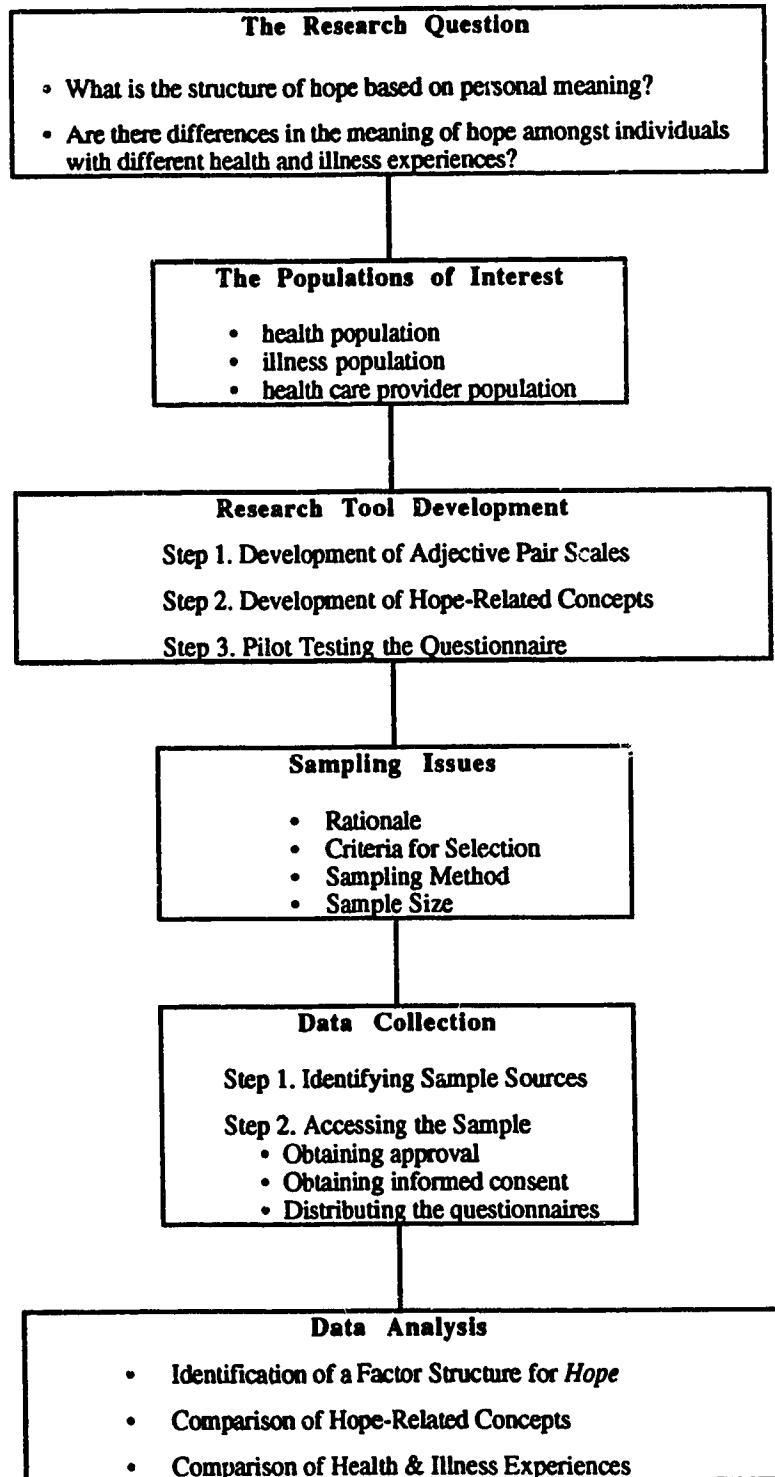 The Research Question
• What is the structure of hope based on personal meaning?
• Are there differences in the meaning of hope amongst individuals
with different health and illness experiences?
The Populations of Interest
• health population
• illness population
• health care provider population
Research Tool Development
Step 1. Development of Adjective Pair Scales
Step 2. Development of Hope-Related Concepts
Step 3. Pilot Testing the Questionnaire
Sampling Issues
• Rationale
• Criteria for Selection
• Sampling Method
• Sample Size
Data Collection
Step 1. Identifying Sample Sources
Step 2. Accessing the Sample
• Obtaining approval
• Obtaining informed consent
• Distributing the questionnaires
Data Analysis
• Identification of a Factor Structure for Hope
• Comparison of Hope-Related Concepts
• Comparison of Health & Illness Experiences